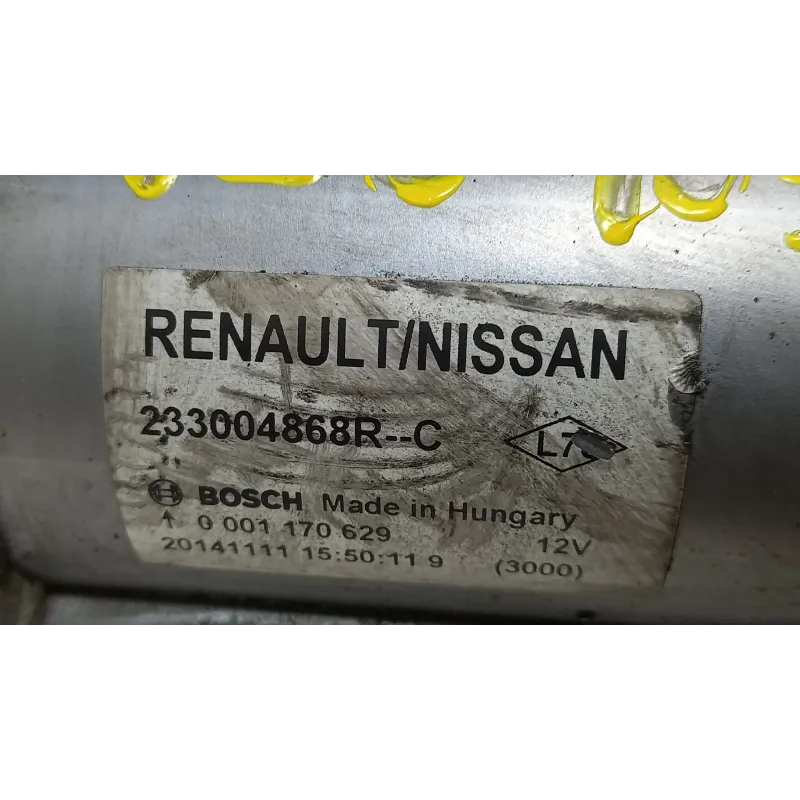 RENAULT/NISSAN
233004868R--C
BOSCH Made in Hungary
0 001 170 629 12V
20141111 15:50:11 9 (3000)